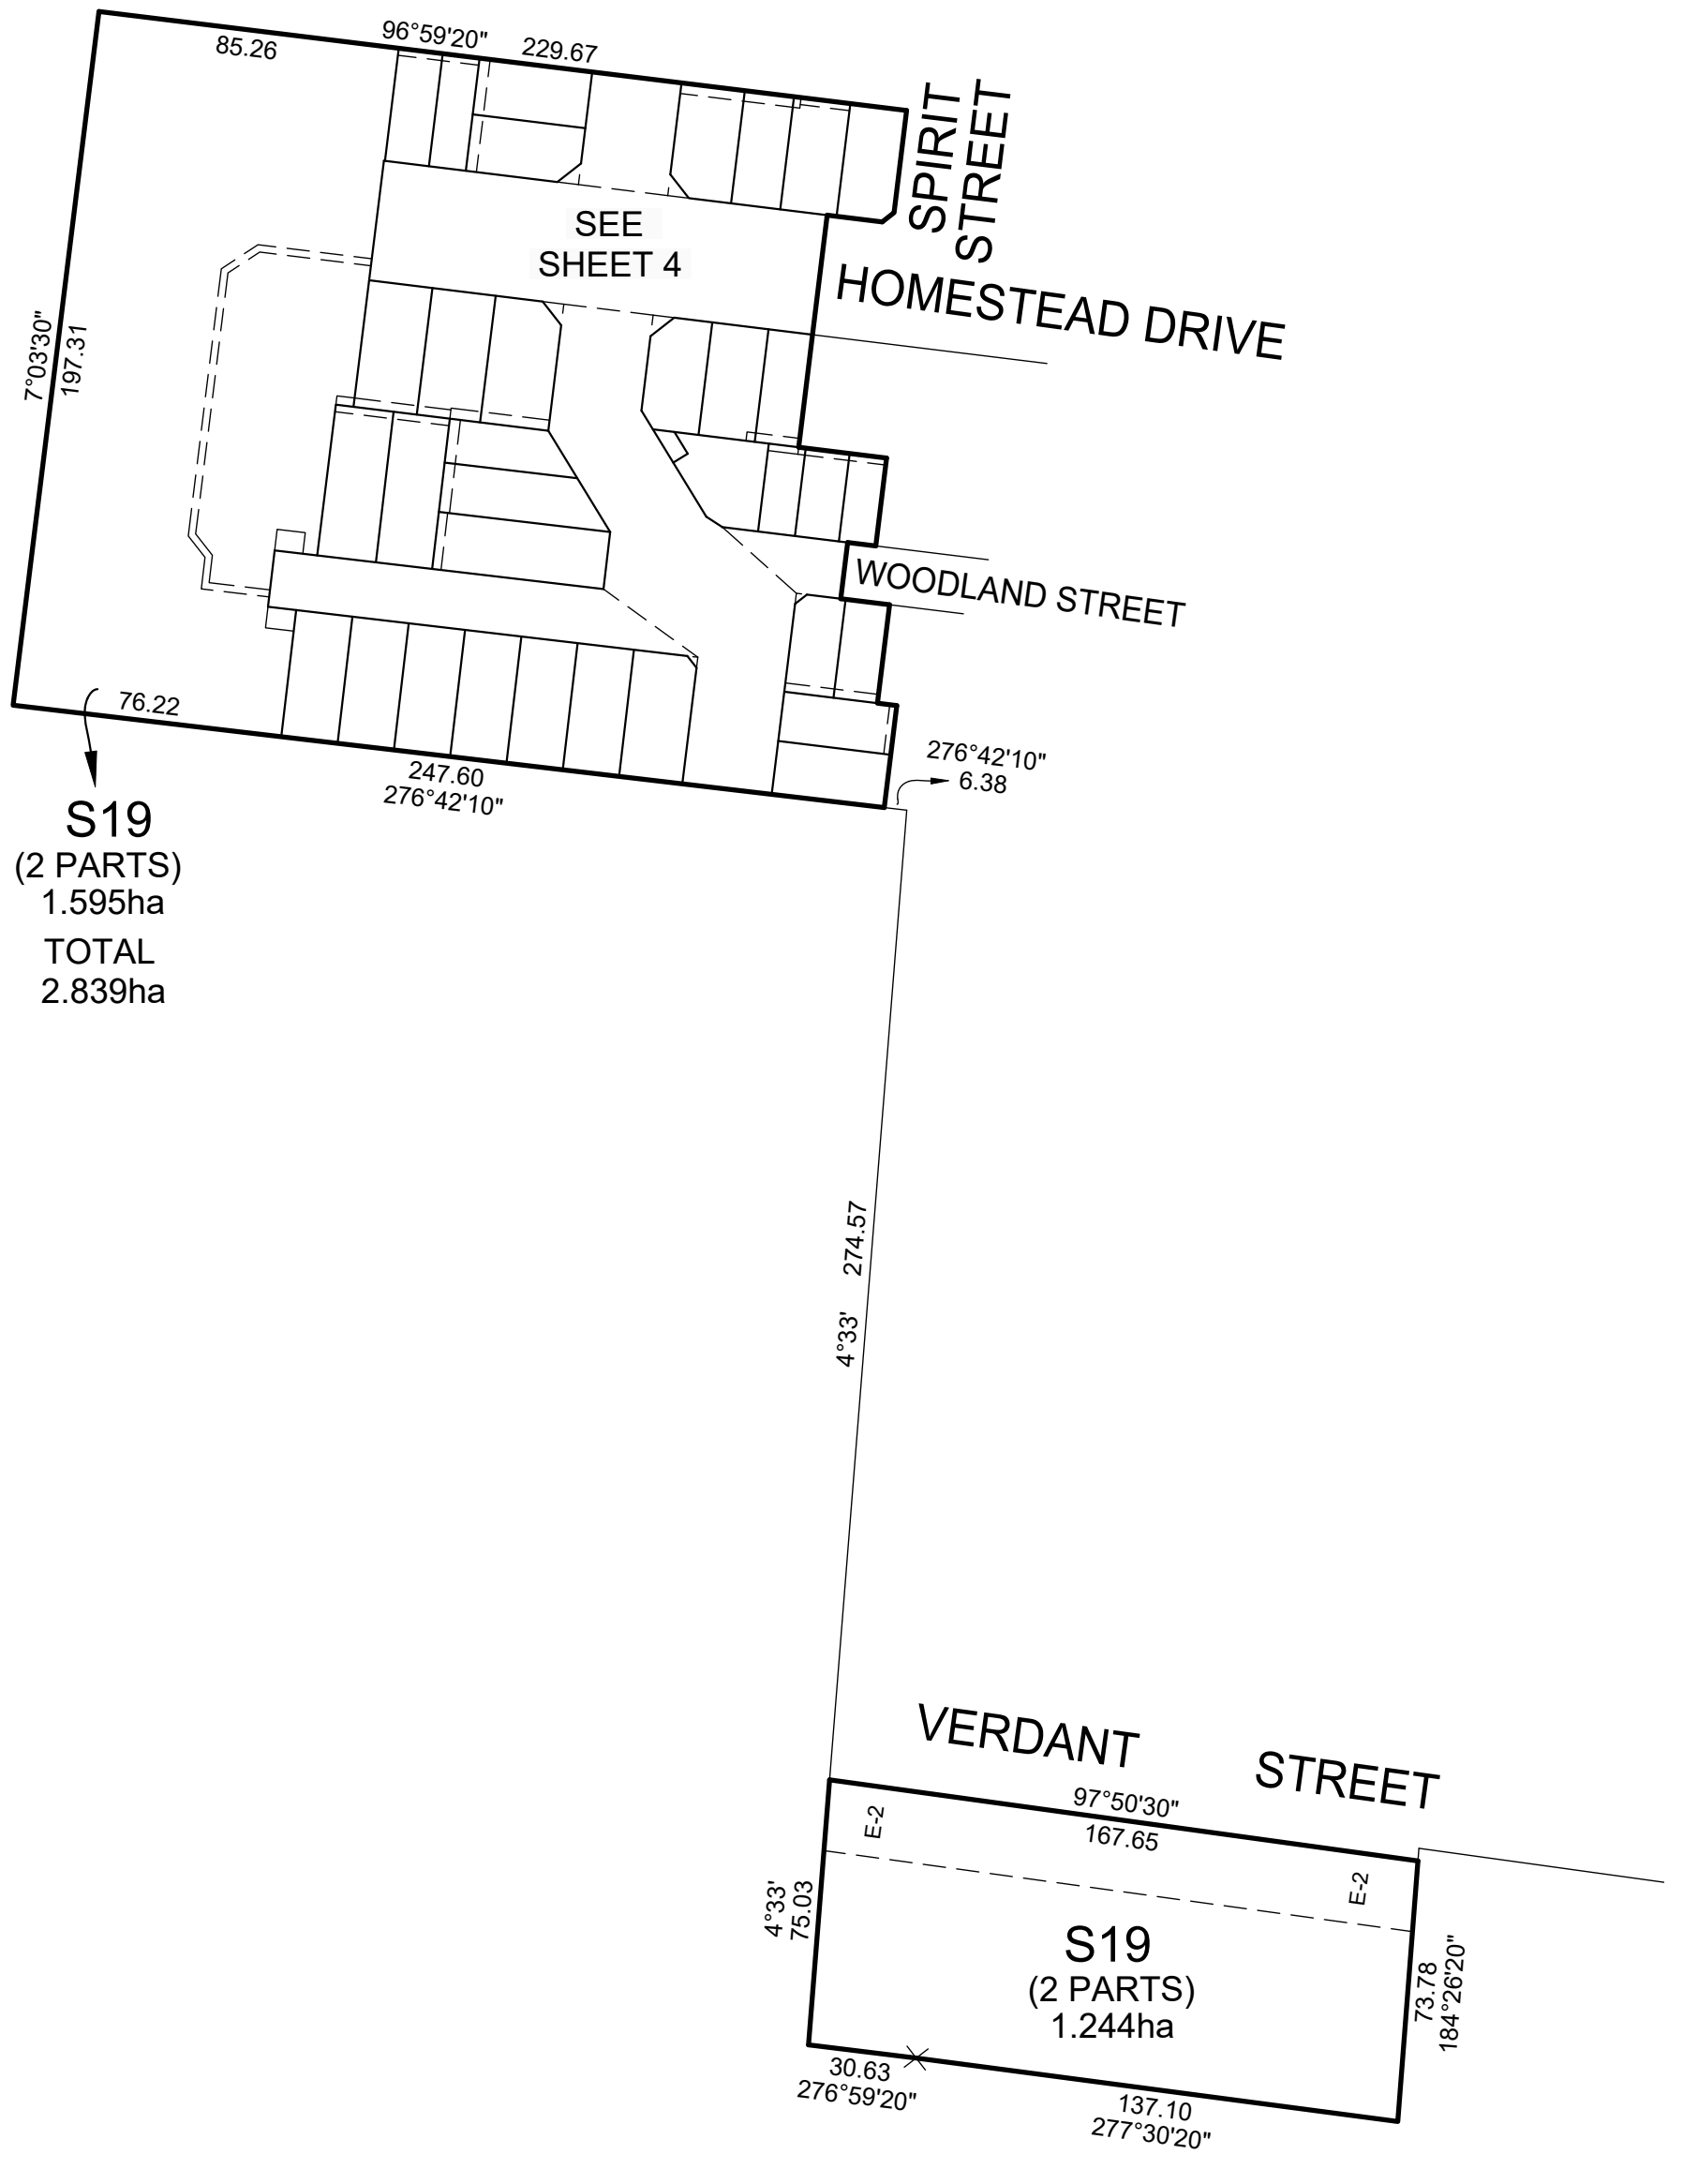 96°59'20"
85.26
229.67
SPIRIT
STREET
SEE
SHEET 4
HOMESTEAD DRIVE
7°03'30"
197.31
WOODLAND STREET
76.22
247.60
276°42'10"
276°42'10"
6.38
S19
(2 PARTS)
1.595ha
TOTAL
2.839ha
274.57
4°33'
VERDANT STREET
97°50'30"
167.65
E-2
E-2
4°33'
75.03
S19
(2 PARTS)
1.244ha
73.78
184°26'20"
30.63
276°59'20"
137.10
277°30'20"